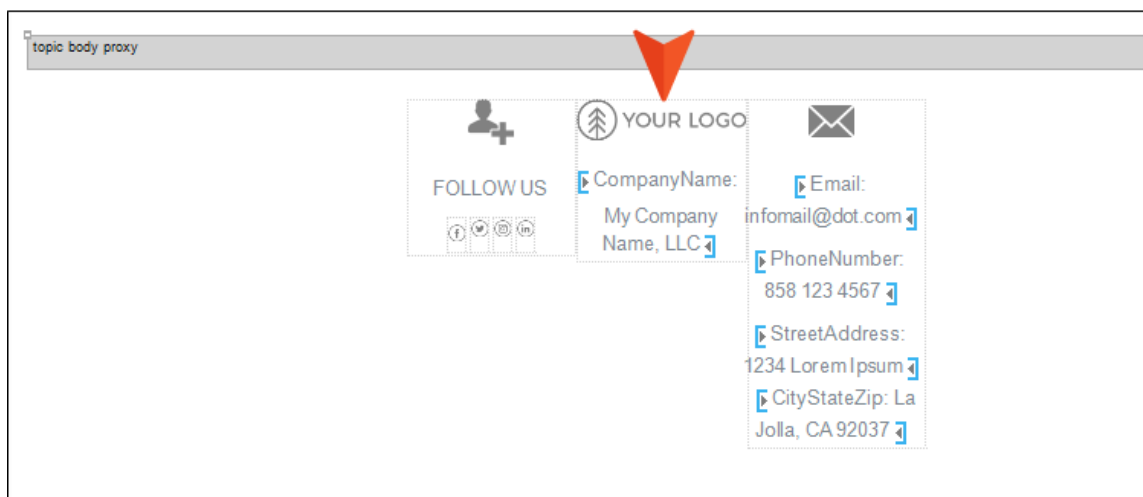 topic body proxy
FOLLOW US
YOUR LOGO
CompanyName:
My Company
Name, LLC
Email:
infomail@dot.com
PhoneNumber:
858 123 4567
StreetAddress:
1234 Lorem Ipsum
CityStateZip: La
Jolla, CA 92037